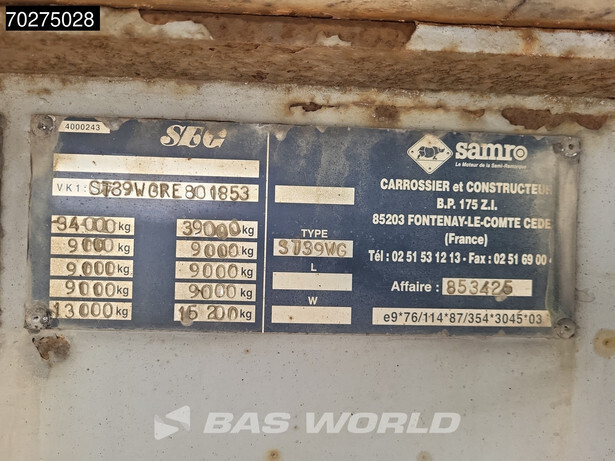 70275028
4000243
SEG
VK1: ST39WGRE801853
34000 kg 39000 kg
9000 kg 9000 kg
9000 kg 9000 kg
9000 kg 9000 kg
13000 kg 15200 kg
TYPE
ST39WG
L
W
samro
Le Moteur de la Semi-Remorque
CARROSSIER et CONSTRUCTEUR
B.P. 175 Z.I.
85203 FONTENAY-LE-COMTE CEDE
(France)
Tél : 02 51 53 12 13 - Fax : 02 51 69 00
Affaire : 853425
e9*76/114*87/354*3045*03
BAS WORLD